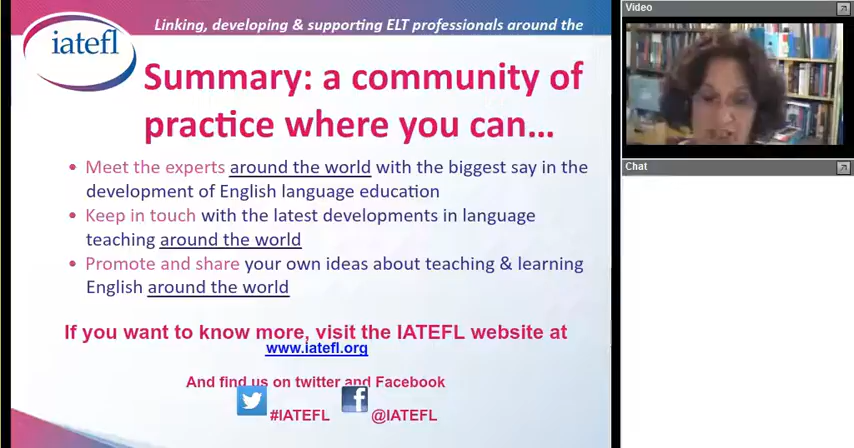 Linking, developing & supporting ELT professionals around the
iatefl
Summary: a community of
practice where you can...
• Meet the experts around the world with the biggest say in the
development of English language education
• Keep in touch with the latest developments in language
teaching around the world
• Promote and share your own ideas about teaching & learning
English around the world
If you want to know more, visit the IATEFL website at
www.iatefl.org
And find us on twitter and Facebook
#IATEFL @IATEFL
Video
Chat